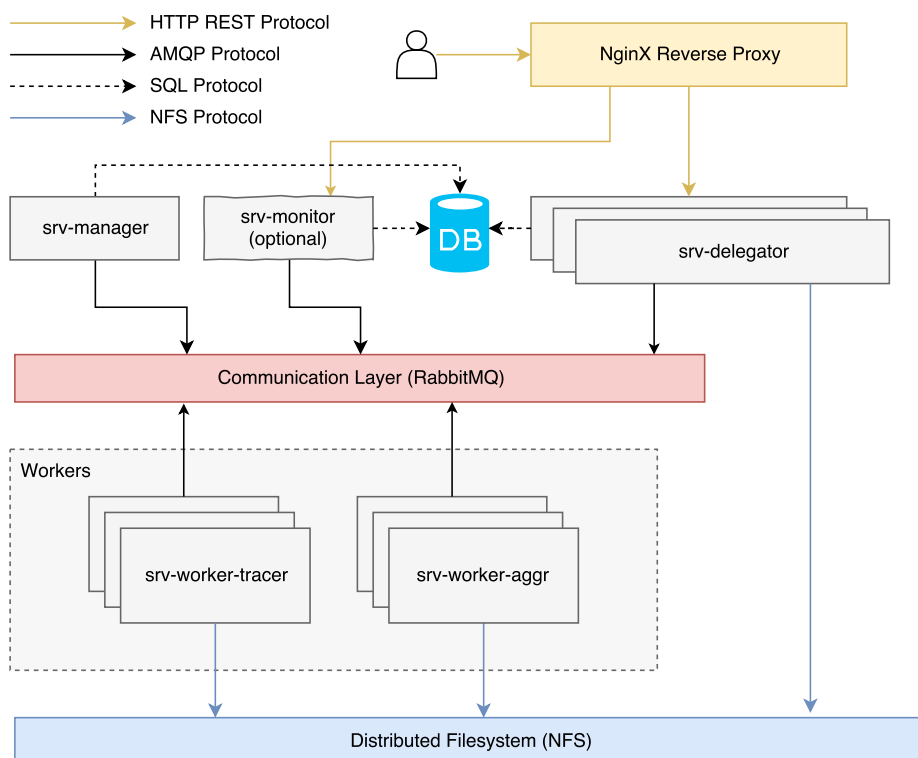 HTTP REST Protocol
AMQP Protocol
SQL Protocol
NFS Protocol
NginX Reverse Proxy
srv-manager
srv-monitor
(optional)
DB
srv-delegator
Communication Layer (RabbitMQ)
Workers
srv-worker-tracer
srv-worker-aggr
Distributed Filesystem (NFS)